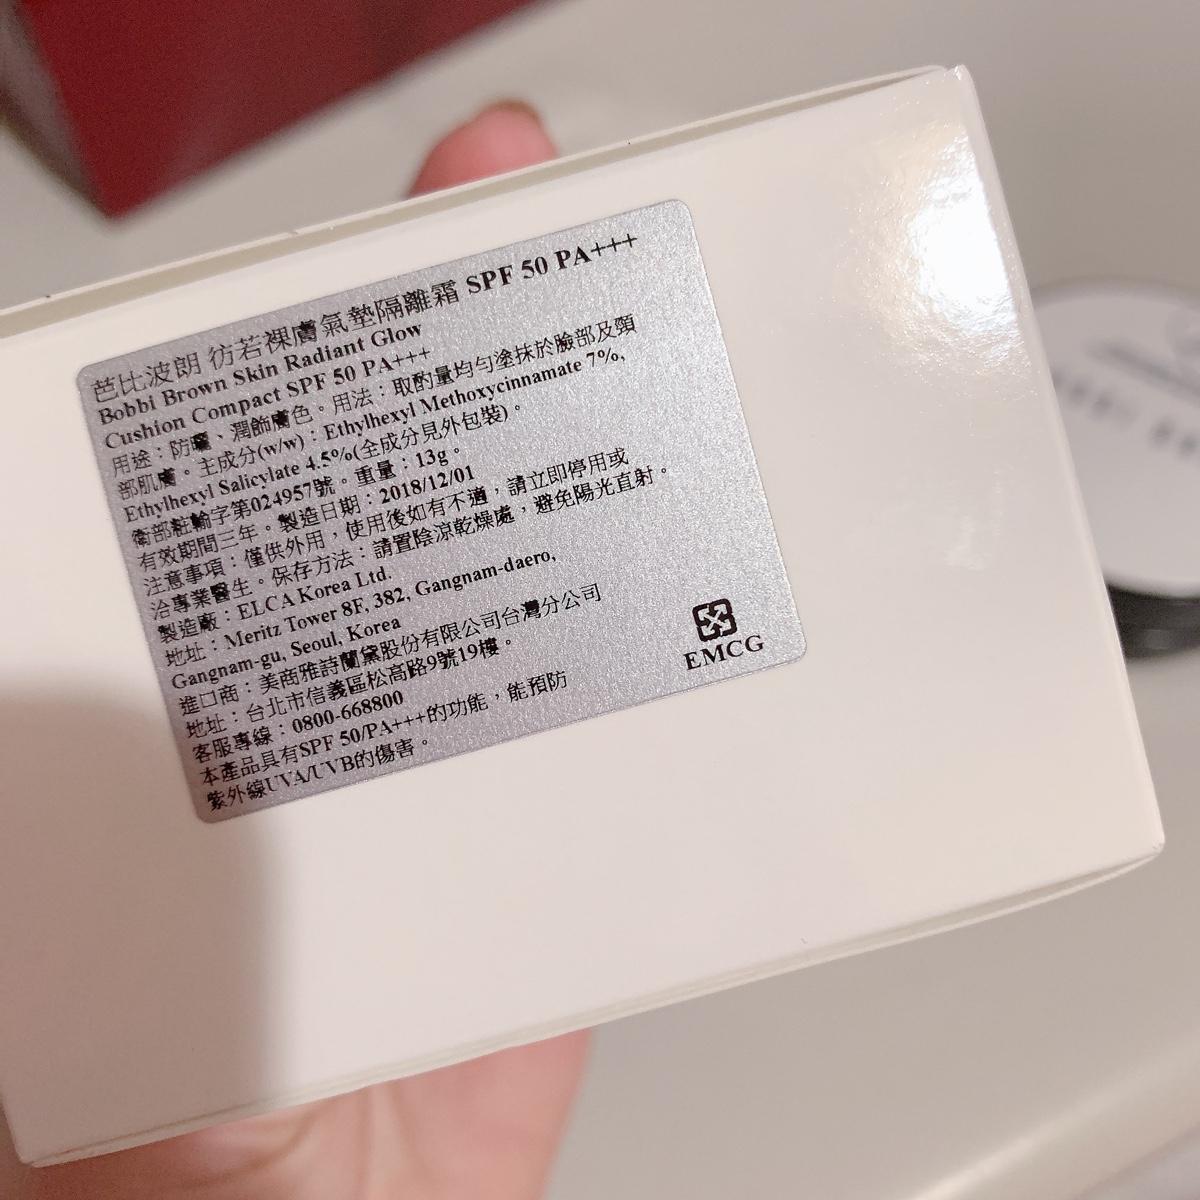 芭比波朗 彷若裸膚氣墊隔離霜 SPF 50 PA+++
Bobbi Brown Skin Radiant Glow
Cushion Compact SPF 50 PA+++
用途：防曬、潤飾膚色。用法：取酌量均勻塗抹於臉部及頸
部肌膚。主成分(w/w)：Ethylhexyl Methoxycinnamate 7%,
Ethylhexyl Salicylate 4.5%(全成分見外包裝)。
衛部粧輸字第024957號。重量：13g。
有效期間三年。製造日期：2018/12/01
注意事項：僅供外用，使用後如有不適，請立即停用或
洽專業醫生。保存方法：請置陰涼乾燥處，避免陽光直射。
製造廠：ELCA Korea Ltd.
地址：Meritz Tower 8F, 382, Gangnam-daero,
Gangnam-gu, Seoul, Korea
進口商：美商雅詩蘭黛股份有限公司台灣分公司
地址：台北市信義區松高路9號19樓。
客服專線：0800-668800
本產品具有SPF 50/PA+++的功能，能預防
紫外線UVA/UVB的傷害。
EMCG